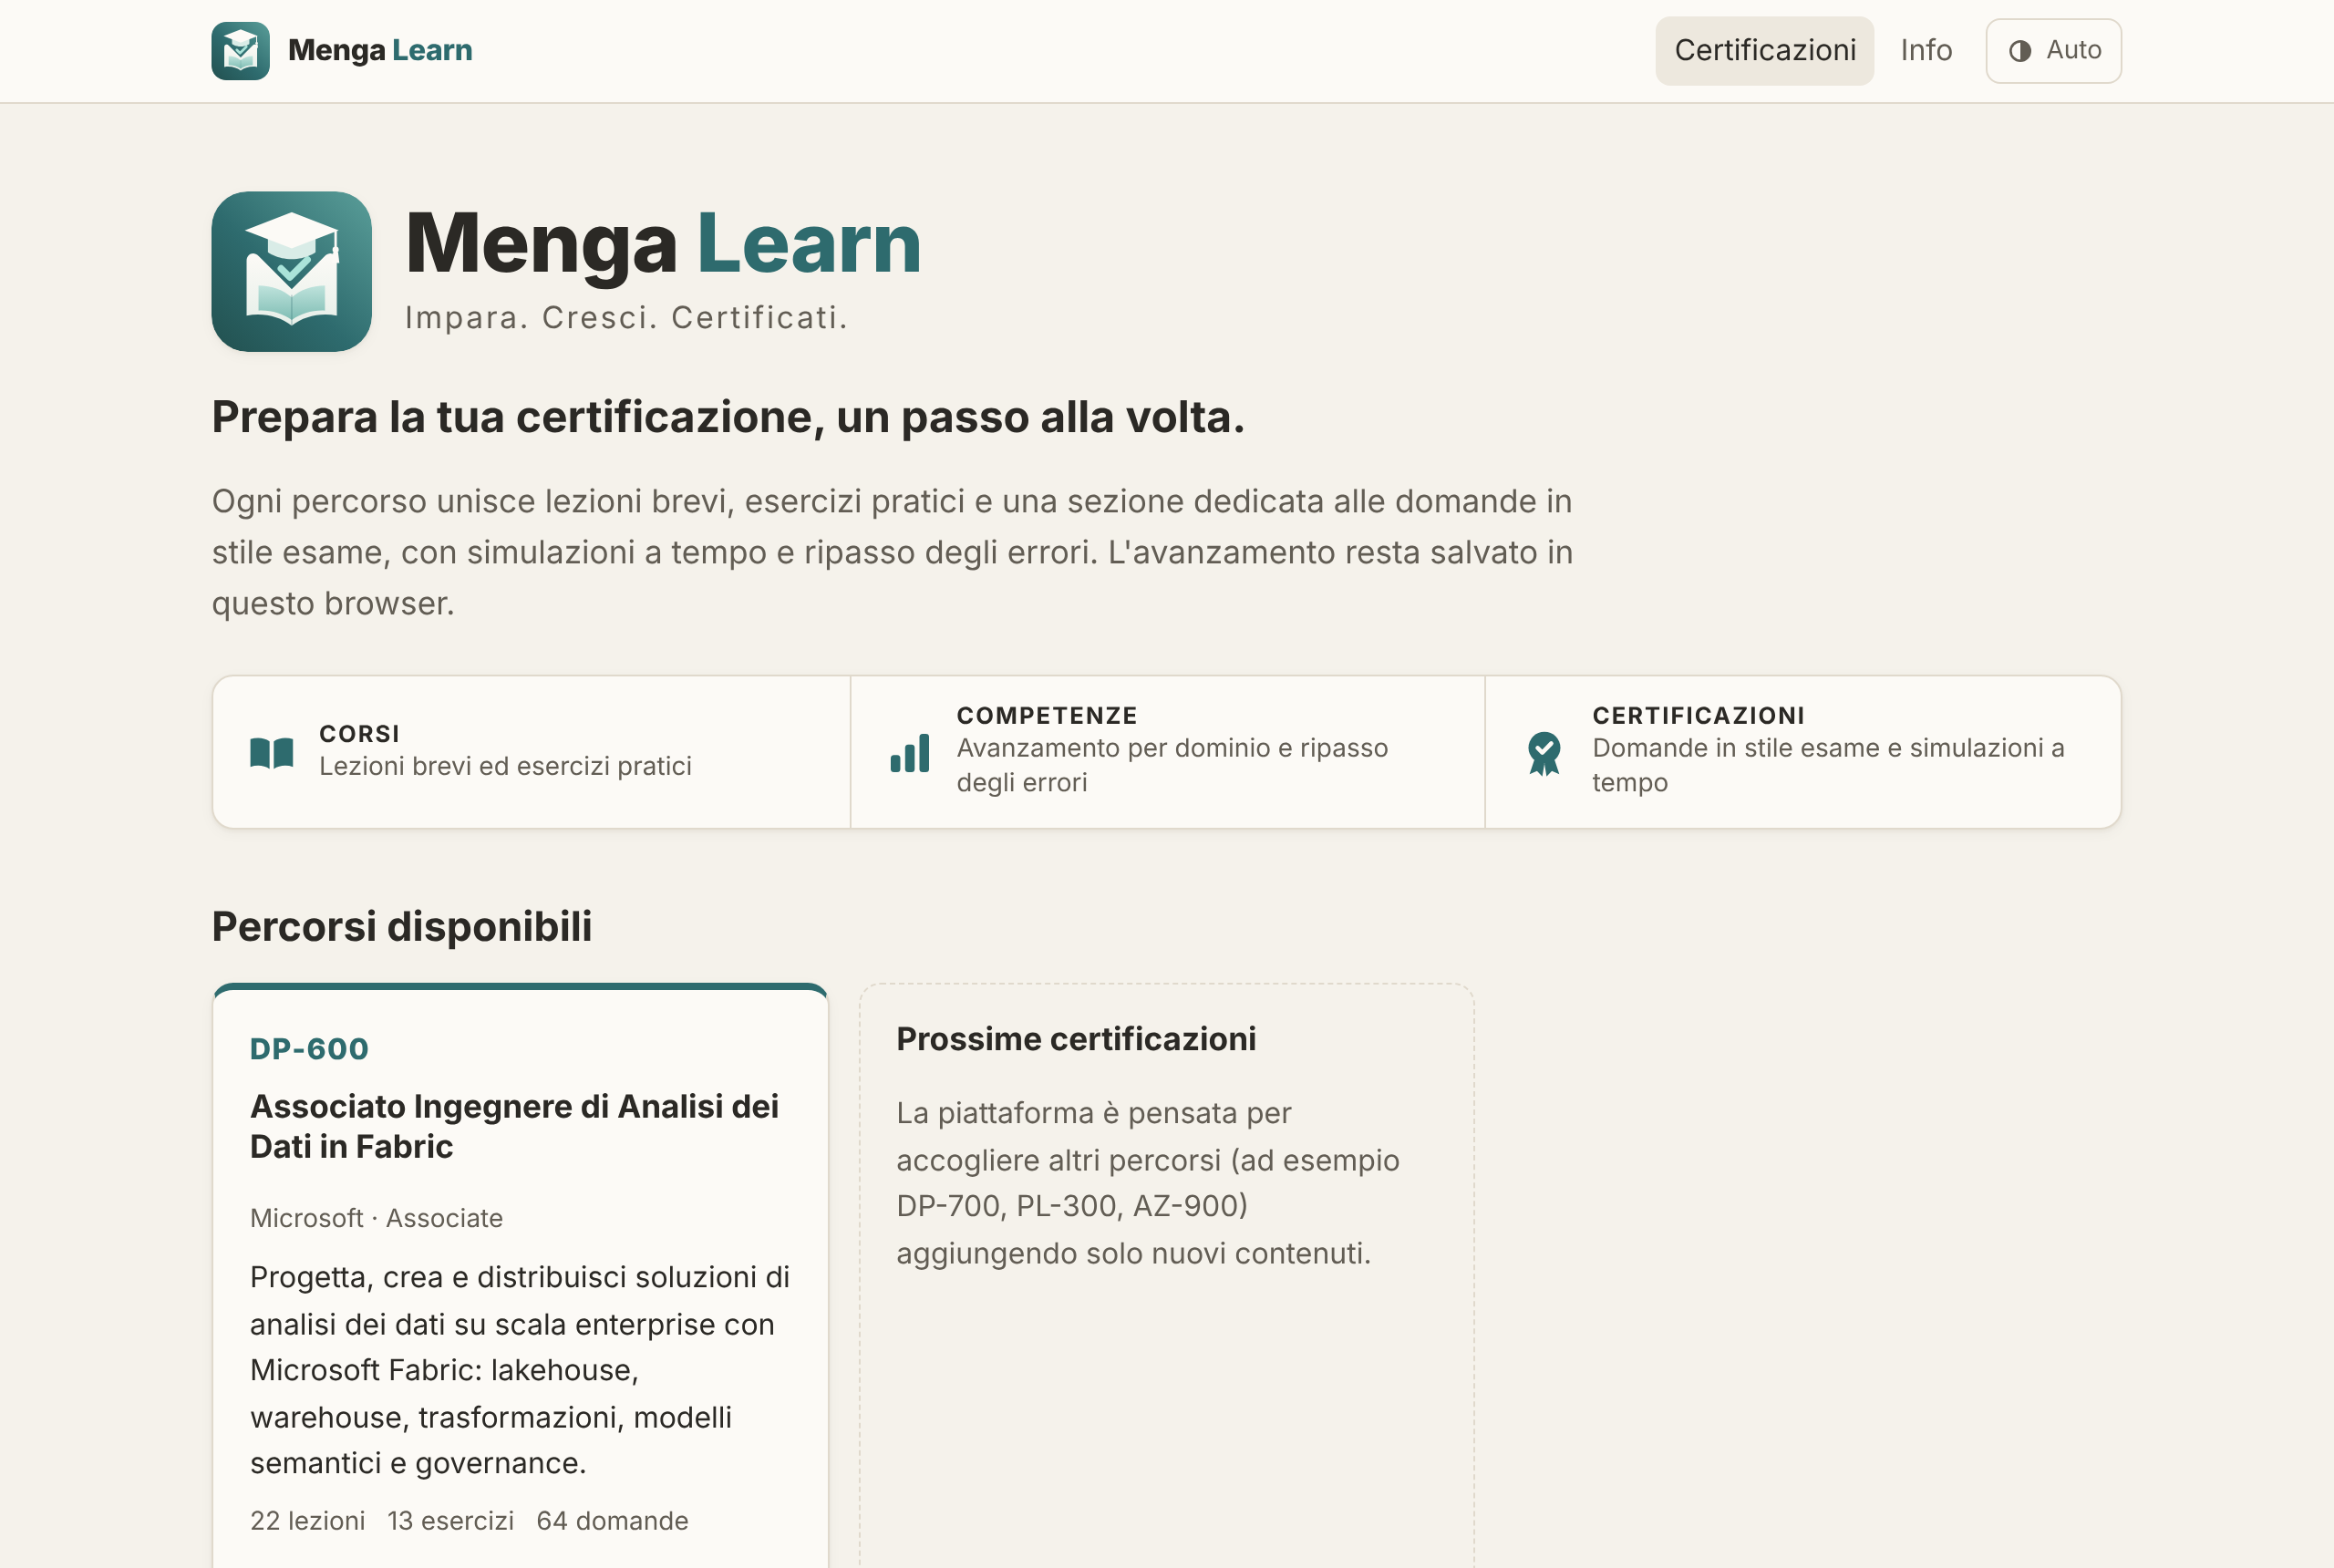 Menga Learn
Certificazioni
Info
Auto
Menga Learn
Impara. Cresci. Certificati.
Prepara la tua certificazione, un passo alla volta.
Ogni percorso unisce lezioni brevi, esercizi pratici e una sezione dedicata alle domande in
stile esame, con simulazioni a tempo e ripasso degli errori. L'avanzamento resta salvato in
questo browser.
CORSI
Lezioni brevi ed esercizi pratici
COMPETENZE
Avanzamento per dominio e ripasso
degli errori
CERTIFICAZIONI
Domande in stile esame e simulazioni a
tempo
Percorsi disponibili
DP-600
Associato Ingegnere di Analisi dei
Dati in Fabric
Microsoft · Associate
Progetta, crea e distribuisci soluzioni di
analisi dei dati su scala enterprise con
Microsoft Fabric: lakehouse,
warehouse, trasformazioni, modelli
semantici e governance.
22 lezioni 13 esercizi 64 domande
Prossime certificazioni
La piattaforma è pensata per
accogliere altri percorsi (ad esempio
DP-700, PL-300, AZ-900)
aggiungendo solo nuovi contenuti.